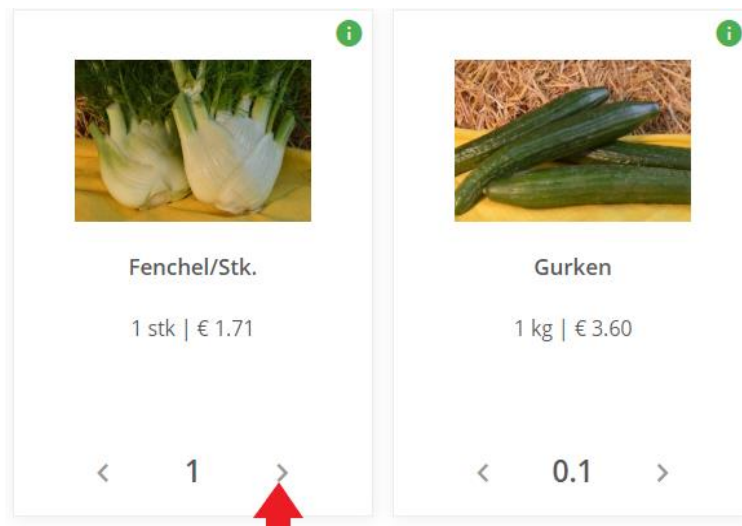 Fenchel/Stk.
1 stk | € 1.71
< 1 >
Gurken
1 kg | € 3.60
< 0.1 >